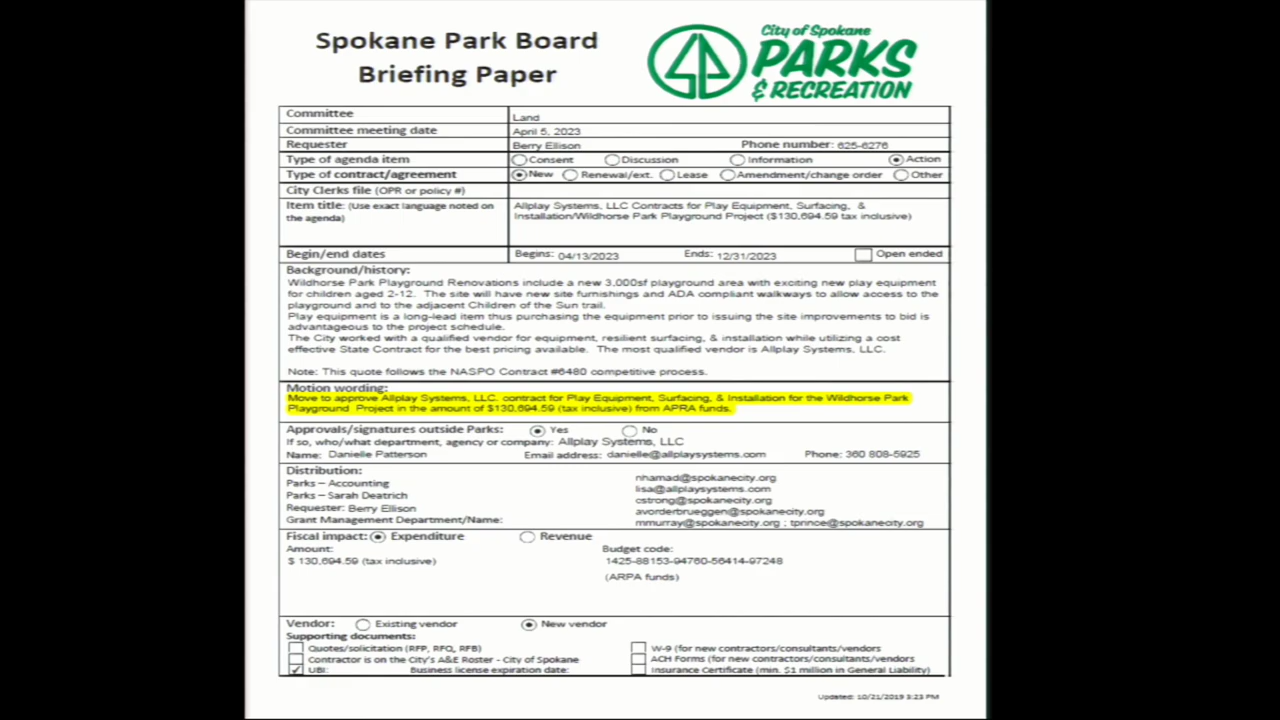 Spokane Park Board
Briefing Paper
City of Spokane
PARKS
& RECREATION
Committee Land
Committee meeting date April 5, 2023
Requester Berry Ellison Phone number: 625-6276
Type of agenda item Consent Discussion Information Action
Type of contract/agreement New Renewal/ext. Lease Amendment/change order Other
City Clerks file (OPR or policy #)
Item title: (Use exact language noted on
the agenda)
Allplay Systems, LLC Contracts for Play Equipment, Surfacing, &
Installation/Wildhorse Park Playground Project ($130,694.59 tax inclusive)
Begin/end dates Begins: 04/13/2023 Ends: 12/31/2023 Open ended
Background/history:
Wildhorse Park Playground Renovations include a new 3,000sf playground area with exciting new play equipment
for children aged 2-12. The site will have new site furnishings and ADA compliant walkways to allow access to the
playground and to the adjacent Children of the Sun trail.
Play equipment is a long-lead item thus purchasing the equipment prior to issuing the site improvements to bid is
advantageous to the project schedule.
The City worked with a qualified vendor for equipment, resilient surfacing, & installation while utilizing a cost
effective State Contract for the best pricing available. The most qualified vendor is Allplay Systems, LLC.
Note: This quote follows the NASPO Contract #6480 competitive process.
Motion wording:
Move to approve Allplay Systems, LLC. contract for Play Equipment, Surfacing, & Installation for the Wildhorse Park
Playground Project in the amount of $130,694.59 (tax inclusive) from APRA funds.
Approvals/signatures outside Parks: Yes No
If so, who/what department, agency or company: Allplay Systems, LLC
Name: Danielle Patterson Email address: danielle@allplaysystems.com Phone: 360 808-5925
Distribution:
Parks – Accounting
Parks – Sarah Deatrich
Requester: Berry Ellison
Grant Management Department/Name:
nhamad@spokanecity.org
lisa@allplaysystems.com
cstrong@spokanecity.org
avorderbrueggen@spokanecity.org
mmurray@spokanecity.org ; tprince@spokanecity.org
Fiscal impact: Expenditure Revenue
Amount: Budget code:
$ 130,694.59 (tax inclusive) 1425-88153-94760-56414-97248
(ARPA funds)
Vendor: Existing vendor New vendor
Supporting documents:
Quotes/solicitation (RFP, RFQ, RFB)
Contractor is on the City's A&E Roster - City of Spokane
UBI: Business license expiration date:
W-9 (for new contractors/consultants/vendors
ACH Forms (for new contractors/consultants/vendors
Insurance Certificate (min. $1 million in General Liability)
Updated: 10/21/2019 3:23 PM